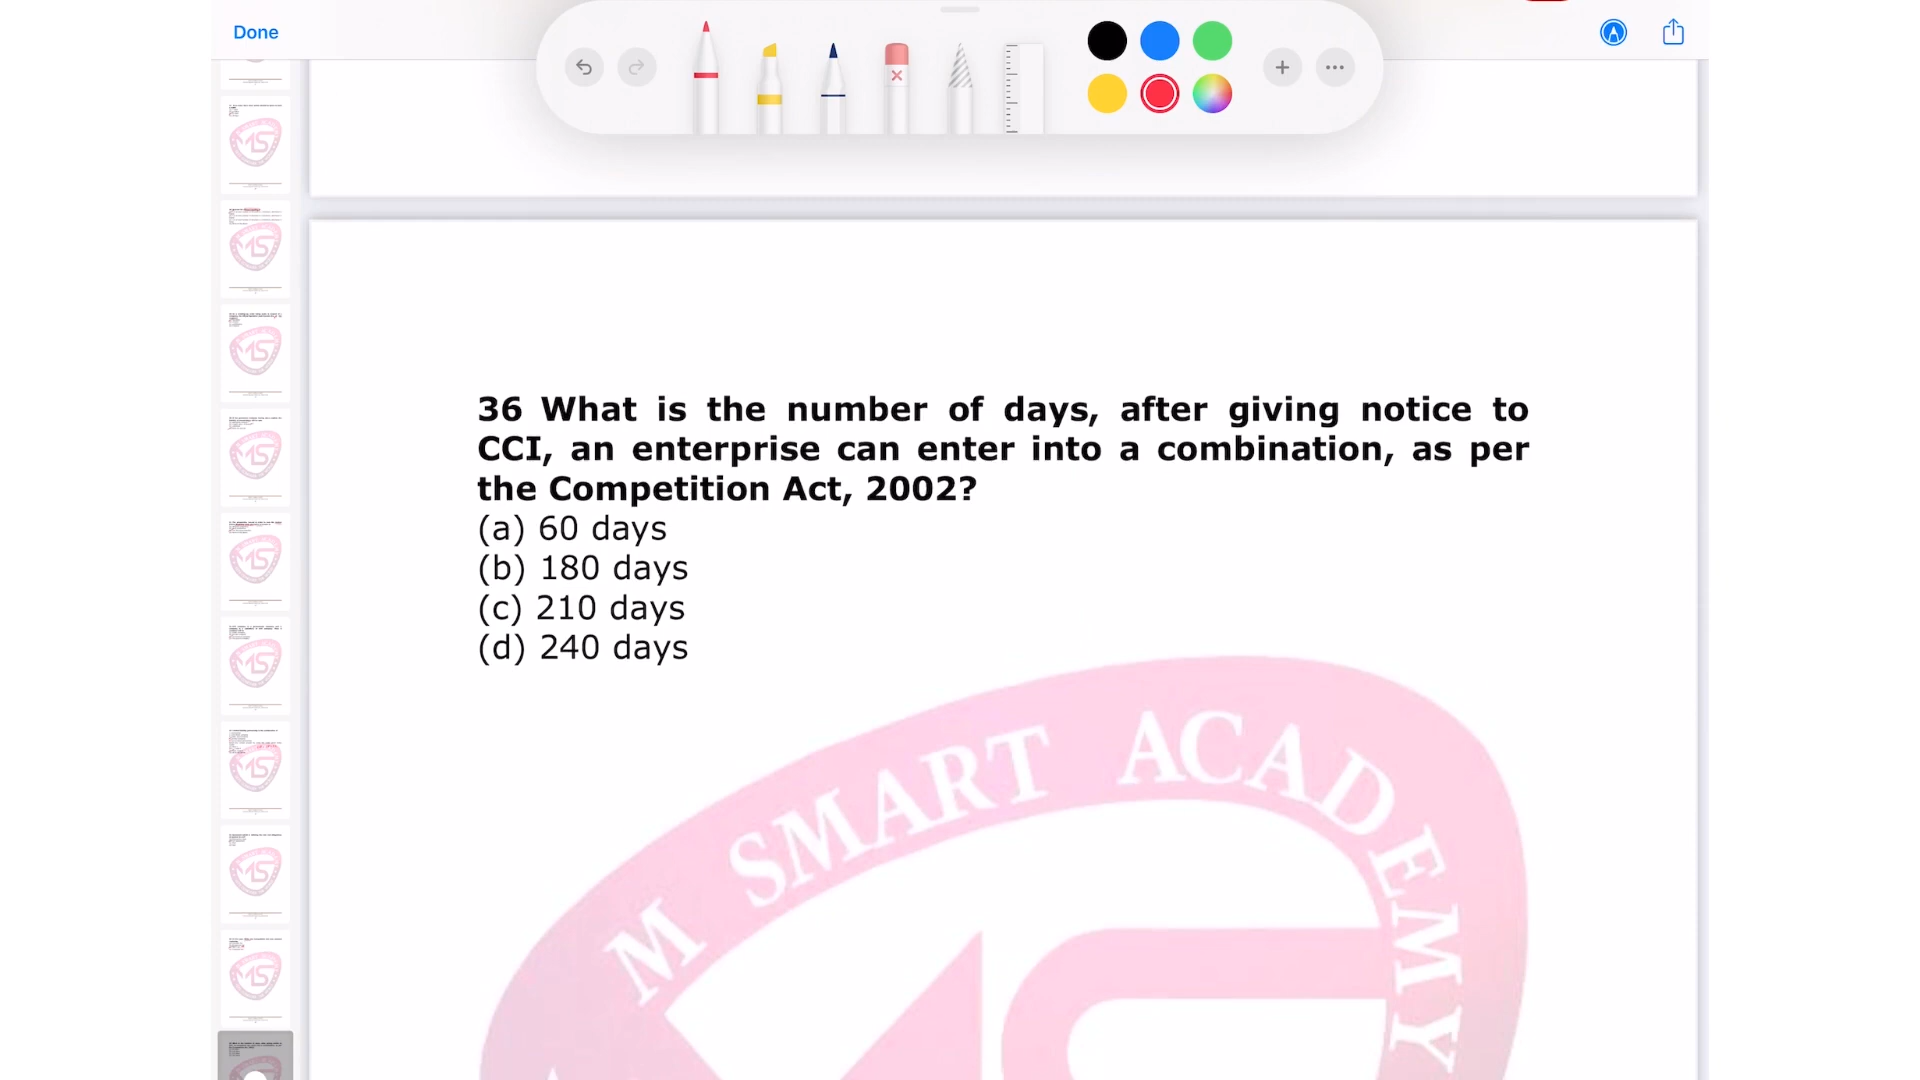 Done
36 What is the number of days, after giving notice to
CCI, an enterprise can enter into a combination, as per
the Competition Act, 2002?
(a) 60 days
(b) 180 days
(c) 210 days
(d) 240 days
M SMART ACADEMY